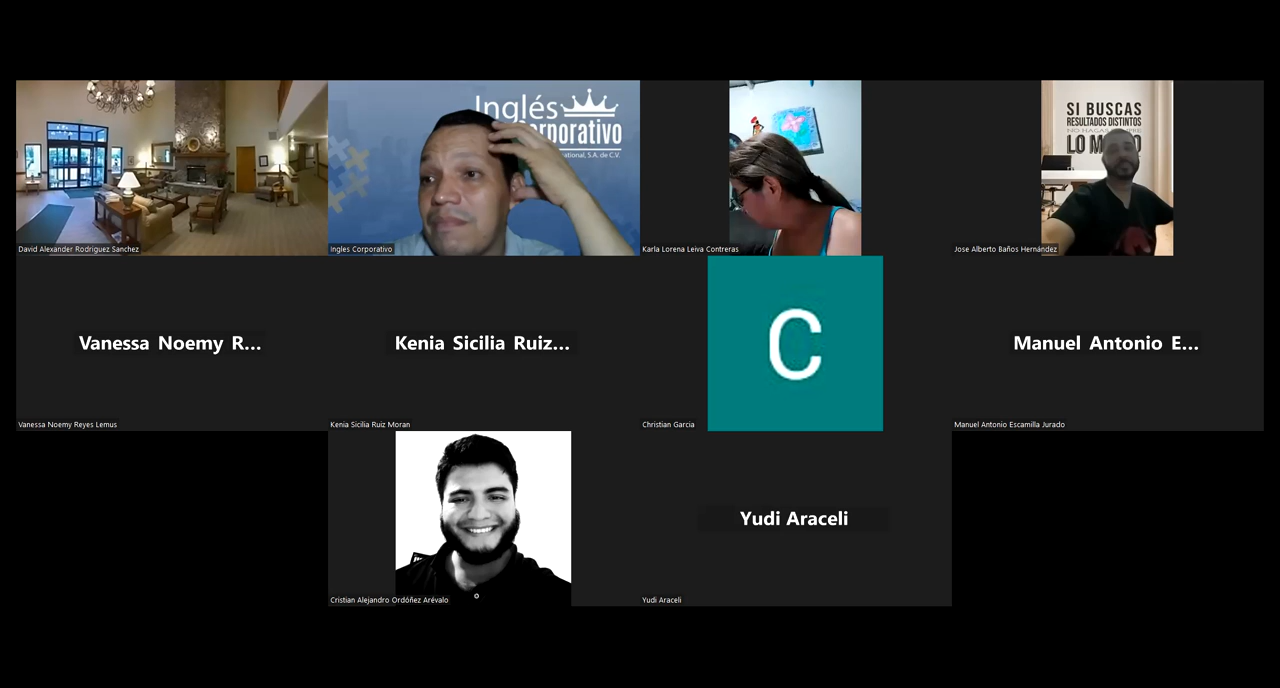 Inglés
Corporativo
national, S.A. de C.V.
SI BUSCAS
RESULTADOS DISTINTOS
LO M
David Alexander Rodriguez Sanchez
Ingles Corporativo
Karla Lorena Leiva Contreras
Jose Alberto Baños Hernández
Vanessa Noemy R...
Kenia Sicilia Ruiz...
C
Manuel Antonio E...
Vanessa Noemy Reyes Lemus
Kenia Sicilia Ruiz Moran
Christian Garcia
Manuel Antonio Escamilla Jurado
Yudi Araceli
Cristian Alejandro Ordóñez Arévalo
Yudi Araceli